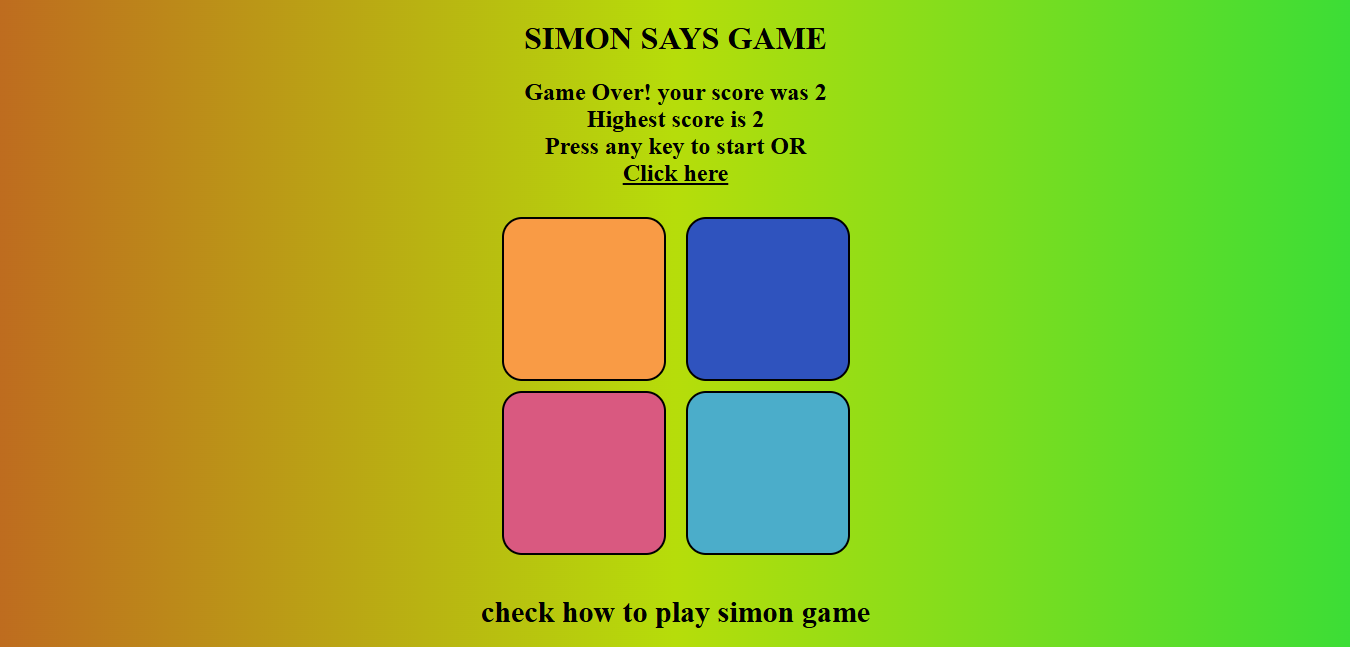 SIMON SAYS GAME
Game Over! your score was 2
Highest score is 2
Press any key to start OR
Click here
check how to play simon game